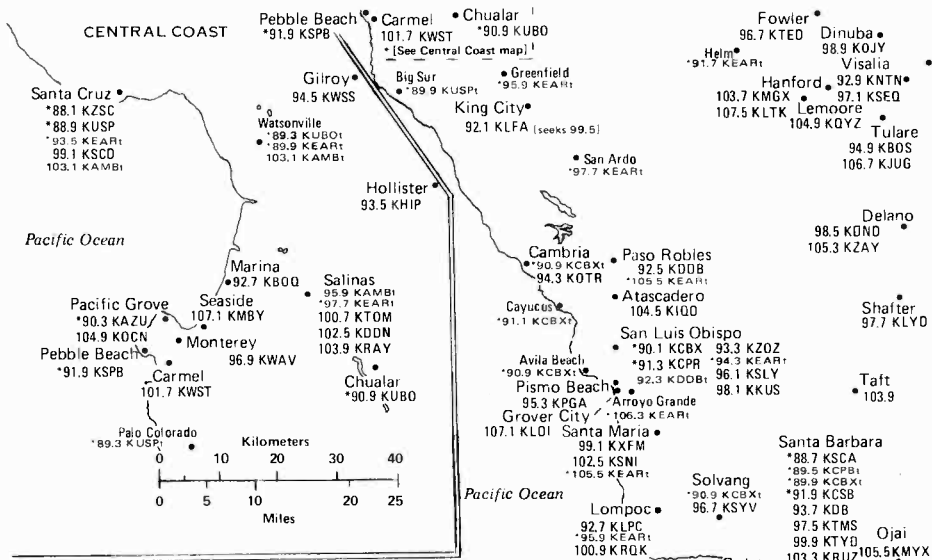 CENTRAL COAST
Santa Cruz
*88.1 KZSC
*88.9 KUSP
*93.5 KEARt
99.1 KSCO
103.1 KAMBt
Watsonville
*89.3 KUBOt
*89.9 KEARt
103.1 KAMBt
Pacific Ocean
Marina
92.7 KBOQ
Salinas
95.9 KAMBt
*97.7 KEARt
100.7 KTOM
102.5 KDON
103.9 KRAY
Pacific Grove
*90.3 KAZU
104.9 KOCN
Seaside
107.1 KMBY
Monterey
96.9 KWAV
Pebble Beach
*91.9 KSPB
Carmel
101.7 KWST
Chualar
*90.9 KUBO
Palo Colorado
*89.3 KUSPt
Kilometers
0 10 20 30 40
0 5 10 15 20 25
Miles
Pebble Beach
*91.9 KSPB
Carmel
101.7 KWST
* [See Central Coast map]
Chualar
*90.9 KUBO
Gilroy
94.5 KWSS
Big Sur
*89.9 KUSPt
Greenfield
*95.9 KEARt
King City
92.1 KLFA [seeks 99.5]
San Ardo
*97.7 KEARt
Hollister
93.5 KHIP
Cambria
*90.9 KCBXt
94.3 KOTR
Paso Robles
92.5 KDDB
*105.5 KEARt
Cayucus
*91.1 KCBXt
Atascadero
104.5 KIQO
San Luis Obispo
*90.1 KCBX 93.3 KZOZ
*91.3 KCPR *94.3 KEARt
92.3 KDDBt 96.1 KSLY
98.1 KKUS
Avila Beach
*90.9 KCBXt
Pismo Beach
95.3 KPGA
Arroyo Grande
*106.3 KEARt
Grover City
107.1 KLOI
Santa Maria
99.1 KXFM
102.5 KSNI
*105.5 KEARt
Pacific Ocean
Lompoc
92.7 KLPC
*95.9 KEARt
100.9 KRQK
Solvang
*90.9 KCBXt
96.7 KSYV
Fowler
96.7 KTED
Dinuba
98.9 KOJY
Helm
*91.7 KEARt
Visalia
92.9 KNTN
97.1 KSEQ
Hanford
103.7 KMGX
107.5 KLTK
Lemoore
104.9 KQYZ
Tulare
94.9 KBOS
106.7 KJUG
Delano
98.5 KDNO
105.3 KZAY
Shafter
97.7 KLYD
Taft
103.9
Santa Barbara
*88.7 KSCA
*89.5 KCPBt
*89.9 KCBXt
*91.9 KCSB
93.7 KDB
97.5 KTMS
99.9 KTYD
103.3 KRUZ
Ojai
105.5 KMYX